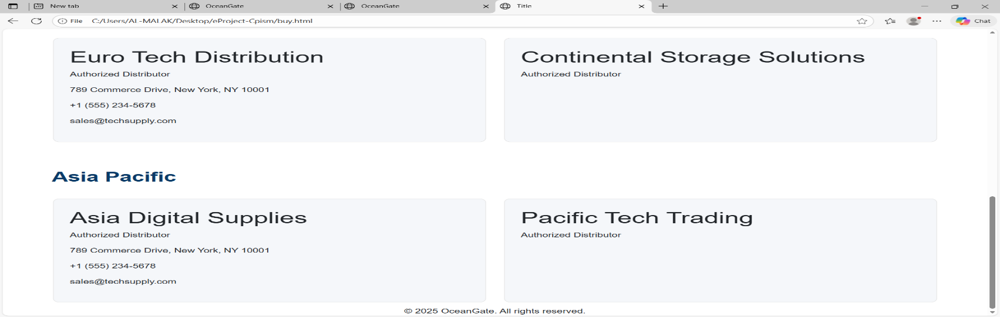 New tab
OceanGate
OceanGate
Title
File
C:/Users/AL-MALAK/Desktop/eProject-Cpism/buy.html
Chat
Euro Tech Distribution
Authorized Distributor
789 Commerce Drive, New York, NY 10001
+1 (555) 234-5678
sales@techsupply.com
Continental Storage Solutions
Authorized Distributor
Asia Pacific
Asia Digital Supplies
Authorized Distributor
789 Commerce Drive, New York, NY 10001
+1 (555) 234-5678
sales@techsupply.com
Pacific Tech Trading
Authorized Distributor
© 2025 OceanGate. All rights reserved.